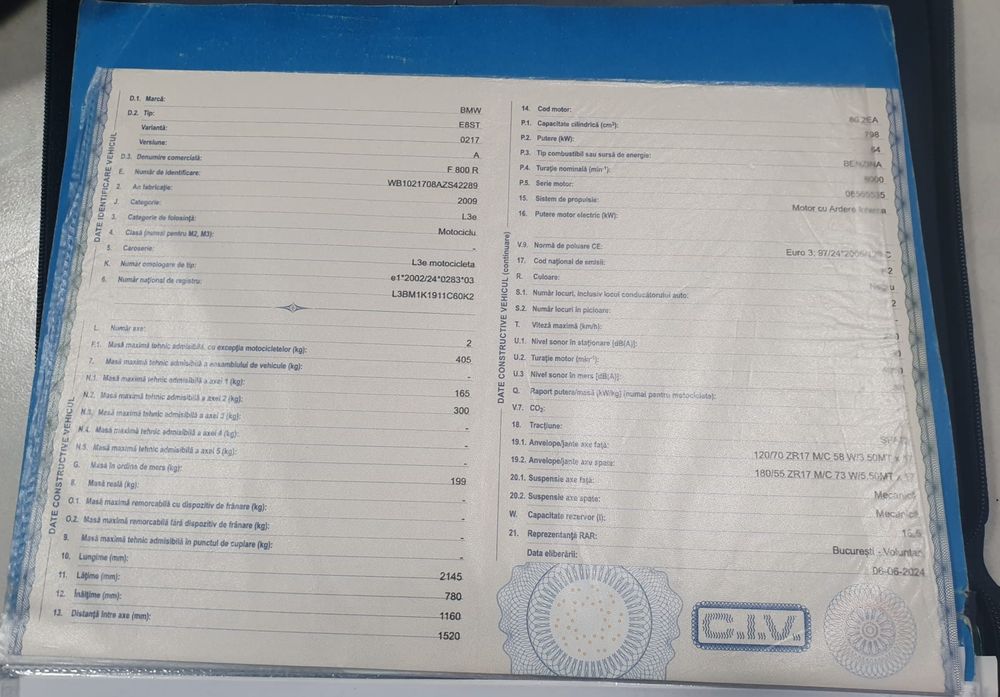 DATE IDENTIFICARE VEHICUL
D.1. Marcă: BMW
D.2. Tip: E8ST
Variantă: 0217
Versiune: A
D.3. Denumire comercială: F 800 R
E. Număr de identificare: WB1021708AZS42289
2. An fabricație: 2009
J. Categorie: L3e
3. Categorie de folosință: Motociclu
4. Clasă (numai pentru M2, M3): -
5. Caroserie: L3e motocicleta
K. Număr omologare de tip: e1*2002/24*0283*03
6. Număr național de registru: L3BM1K1911C60K2
DATE CONSTRUCTIVE VEHICUL
L. Număr axe: 2
F.1. Masă maximă tehnic admisibilă, cu excepția motocicletelor (kg): 405
7. Masă maximă tehnic admisibilă a ansamblului de vehicule (kg): -
N.1. Masă maximă tehnic admisibilă a axei 1 (kg): 165
N.2. Masă maximă tehnic admisibilă a axei 2 (kg): 300
N.3. Masă maximă tehnic admisibilă a axei 3 (kg): -
N.4. Masă maximă tehnic admisibilă a axei 4 (kg): -
N.5. Masă maximă tehnic admisibilă a axei 5 (kg): -
G. Masă în ordine de mers (kg): 199
8. Masă reală (kg): -
O.1. Masă maximă remorcabilă cu dispozitiv de frânare (kg): -
O.2. Masă maximă remorcabilă fără dispozitiv de frânare (kg): -
9. Masă maximă tehnic admisibilă în punctul de cuplare (kg): -
10. Lungime (mm): 2145
11. Lățime (mm): 780
12. Înălțime (mm): 1160
13. Distanță între axe (mm): 1520
DATE CONSTRUCTIVE VEHICUL (continuare)
14. Cod motor:
P.1. Capacitate cilindrică (cm³): 798
P.2. Putere (kW): 64
P.3. Tip combustibil sau sursă de energie: BENZINA
P.4. Turație nominală (min⁻¹): 8000
P.5. Serie motor:
15. Sistem de propulsie: Motor cu Ardere Interna
16. Putere motor electric (kW):
V.9. Normă de poluare CE: Euro 3;
17. Cod național de emisii:
R. Culoare:
S.1. Număr locuri, inclusiv locul conducătorului auto: 2
S.2. Număr locuri în picioare: -
T. Viteză maximă (km/h):
U.1. Nivel sonor în staționare [dB(A)]:
U.2. Turație motor (min⁻¹):
U.3 Nivel sonor în mers [dB(A)]:
Q. Raport putere/masă (kW/kg) (numai pentru motociclete):
V.7. CO₂:
18. Tracțiune:
19.1. Anvelope/jante axe față: 120/70 ZR17 M/C 58 W/3.50MT x 17
19.2. Anvelope/jante axe spate: 180/55 ZR17 M/C 73 W/5.50MT x 17
20.1. Suspensie axe față: Mecanică
20.2. Suspensie axe spate: Mecanică
W. Capacitate rezervor (l):
21. Reprezentanță RAR: București - Voluntari
Data eliberării: 06-06-2024
C.I.V.